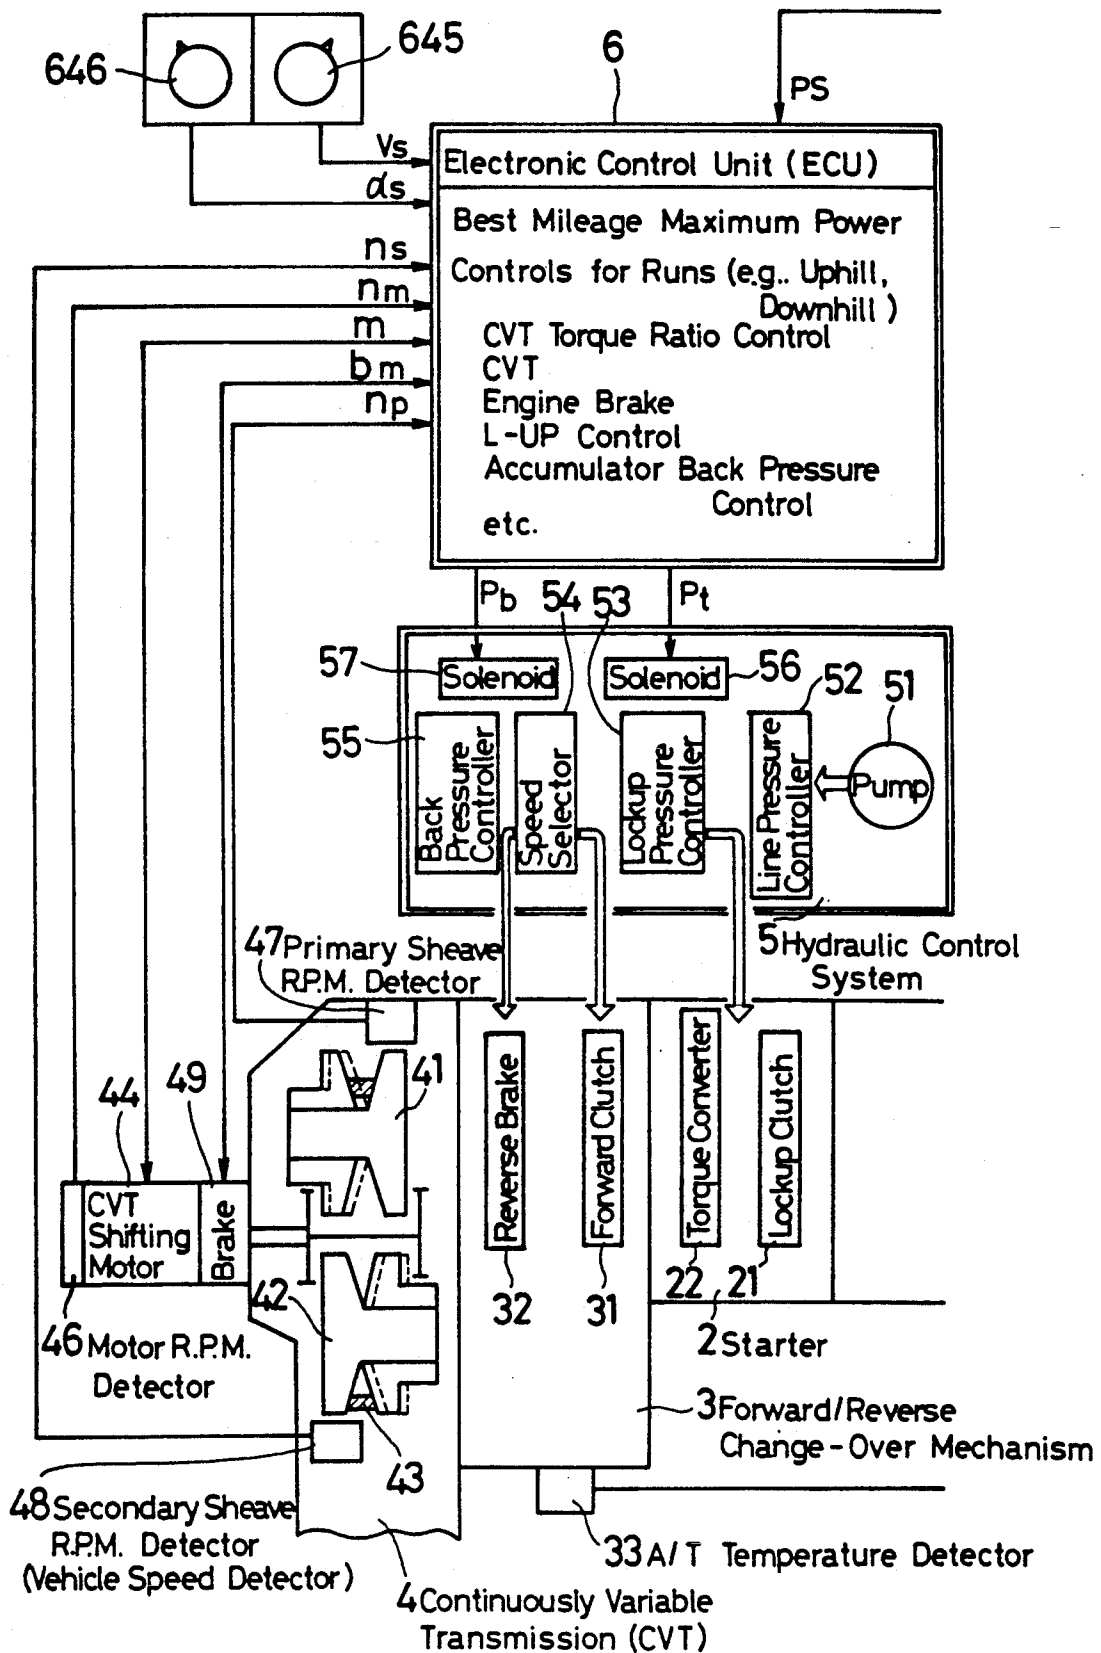 646
645
6
PS
Vs
αs
ns
nm
m
bm
np
Electronic Control Unit (ECU)
Best Mileage Maximum Power
Controls for Runs (e.g.. Uphill,
Downhill)
CVT Torque Ratio Control
CVT
Engine Brake
L-UP Control
Accumulator Back Pressure
Control
etc.
Pb
54
53
Pt
57
Solenoid
Solenoid
56
52
51
55
Back
Pressure
Controller
Speed
Selector
Lockup
Pressure
Controller
Line Pressure
Controller
Pump
5 Hydraulic Control
System
47 Primary Sheave
R.P.M. Detector
44
49
41
Reverse Brake
Forward Clutch
Torque Converter
Lockup Clutch
CVT
Shifting
Motor
Brake
42
32
31
22
21
46 Motor R.P.M.
Detector
2 Starter
43
3 Forward/Reverse
Change-Over Mechanism
48 Secondary Sheave
R.P.M. Detector
(Vehicle Speed Detector)
33 A/T Temperature Detector
4 Continuously Variable
Transmission (CVT)